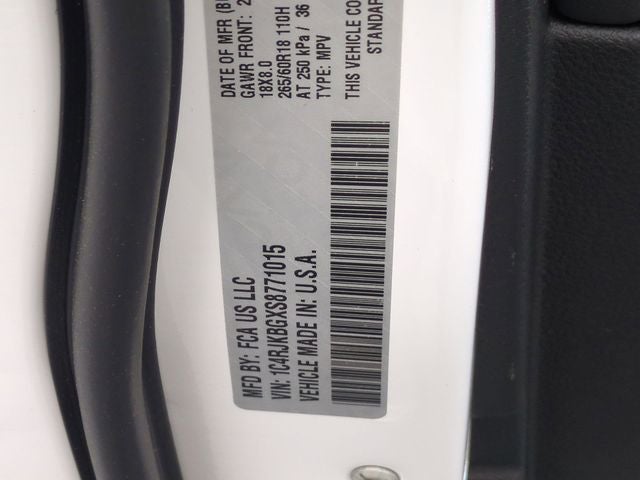 MFD BY: FCA US LLC
DATE OF MFR
GAWR FRONT:
18X8.0
265/60R18 110H
AT 250 kPa / 36
TYPE: MPV
VIN: 1C4RJKBGXS8771015
VEHICLE MADE IN: U.S.A.
THIS VEHICLE CO
STANDAR